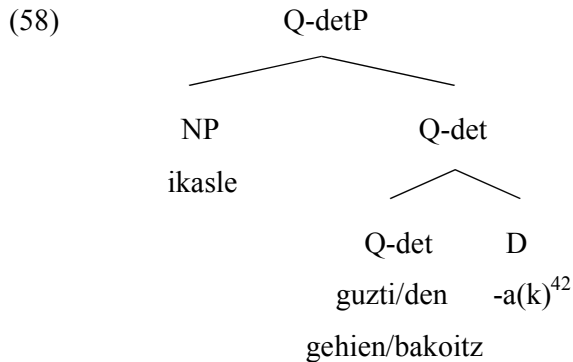 (58) Q-detP
NP Q-det
ikasle
Q-det D
guzti/den -a(k)42
gehien/bakoitz